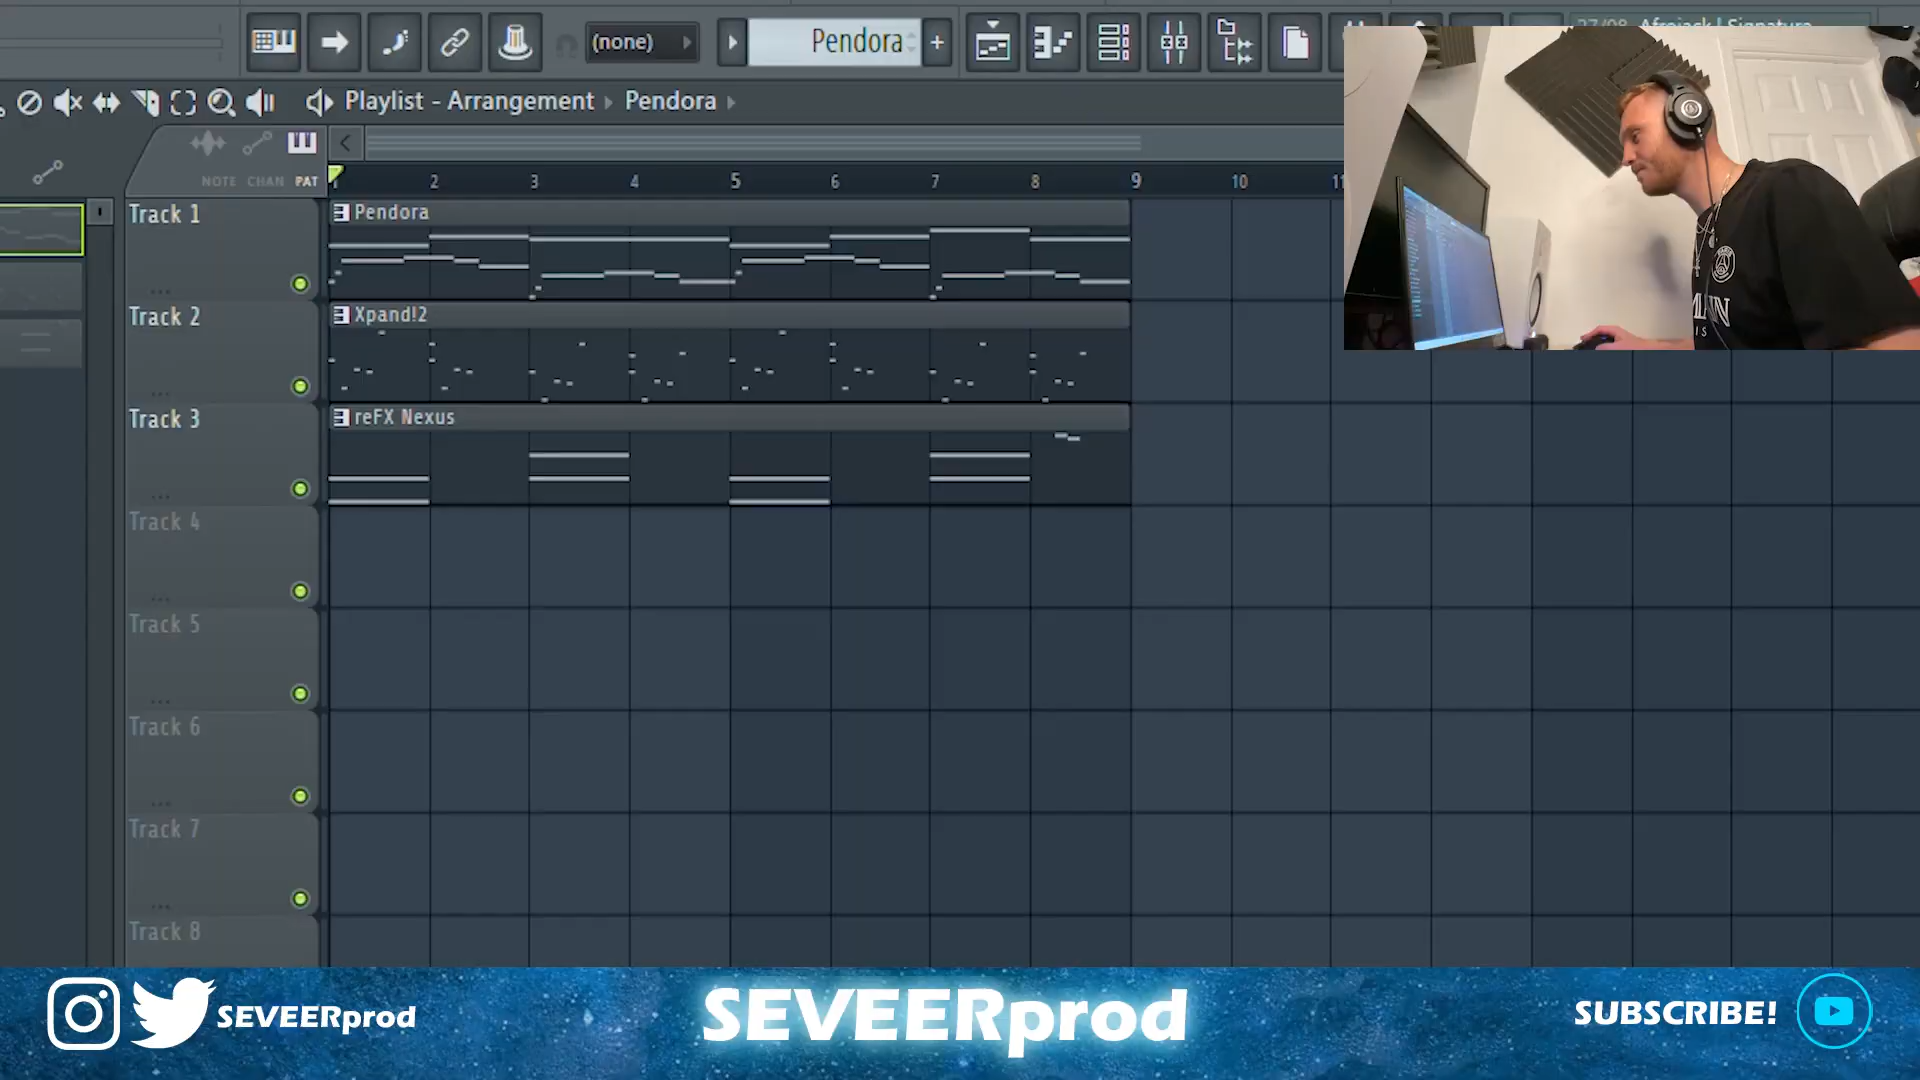 (none)
Pendora
+
Playlist - Arrangement
Pendora
NOTE CHAN PAT
1 2 3 4 5 6 7 8 9 10 11
Track 1
Pendora
Track 2
Xpand!2
Track 3
reFX Nexus
Track 4
Track 5
Track 6
Track 7
Track 8
SEVEERprod
SEVEERprod
SUBSCRIBE!